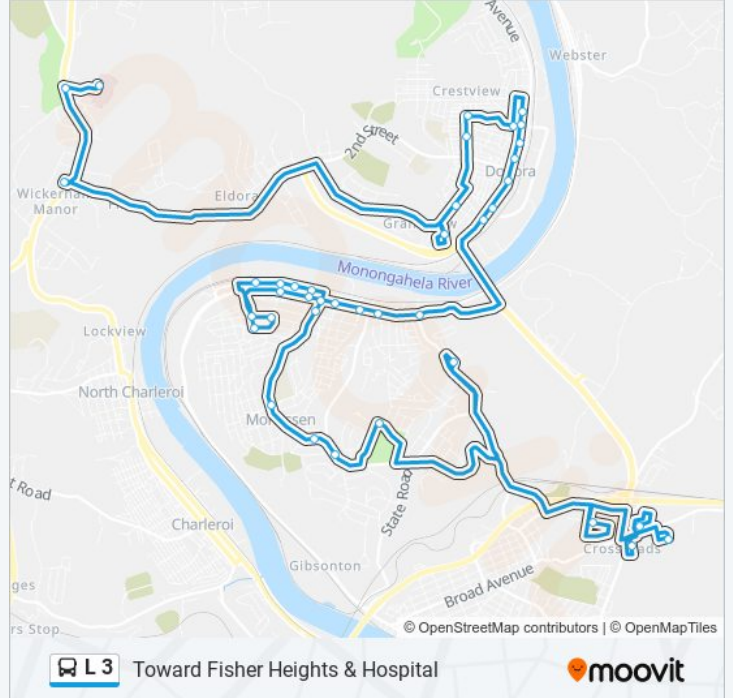 Avenue
Webster
Crestview
2nd Street
Donora
Wickerham
Manor
Eldora
Monongahela River
Lockview
North Charleroi
Monessen
State Road
Charleroi
Crossroads
Gibsonton
Broad Avenue
© OpenStreetMap contributors | © OpenMapTiles
L 3 Toward Fisher Heights & Hospital
moovit